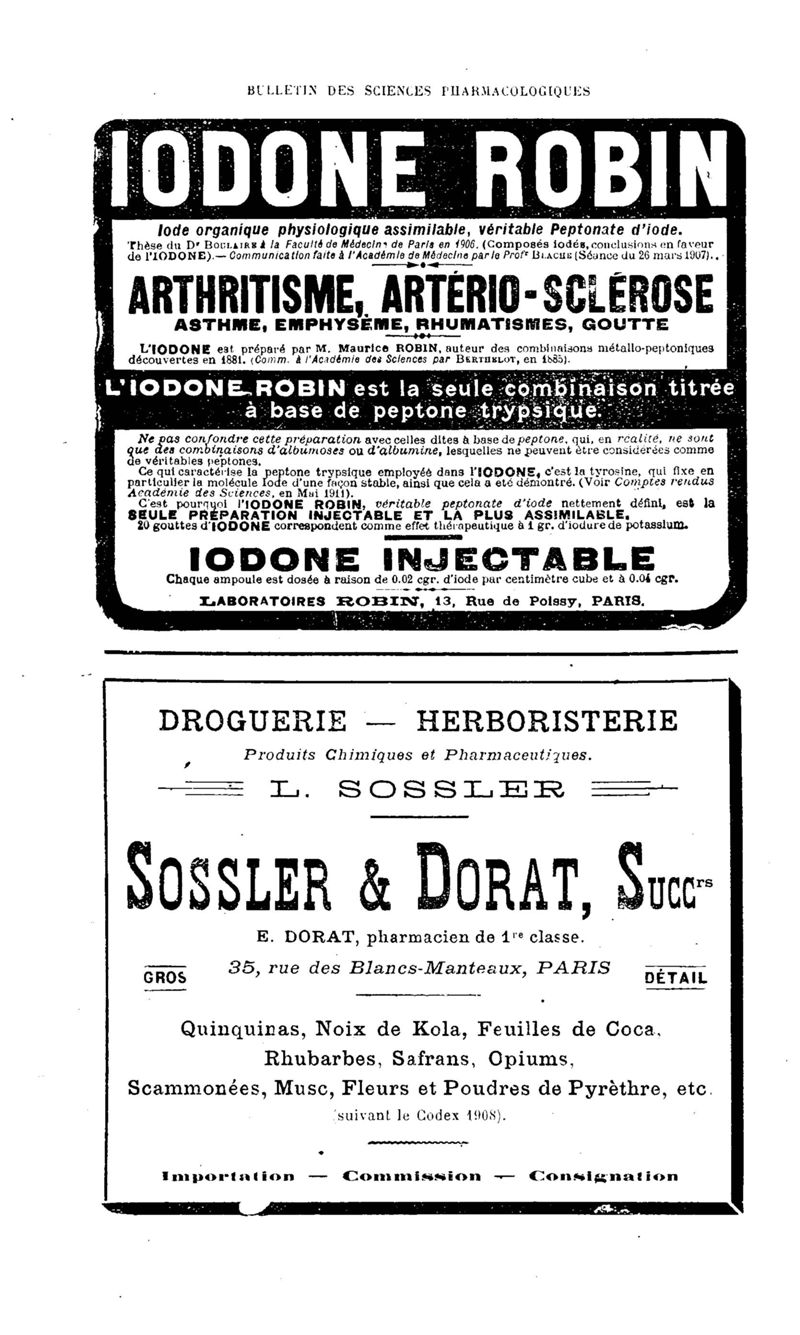 BULLETIN DES SCIENCES PHARMACOLOGIQUES
IODONE ROBIN
Iode organique physiologique assimilable, véritable Peptonate d'iode.
Thèse du Dr BOULAIRE à la Faculté de Médecine de Paris en 1906. (Composés iodés, conclusions en faveur
de l'IODONE).— Communication faite à l'Académie de Médecine par le Profr BLACHE (Séance du 26 mars 1907).
ARTHRITISME, ARTÉRIO-SCLÉROSE
ASTHME, EMPHYSÈME, RHUMATISMES, GOUTTE
L'IODONE est préparé par M. Maurice ROBIN, auteur des combinaisons métallo-peptoniques
découvertes en 1881. (Comm. à l'Académie des Sciences par BERTHELOT, en 1885).
L'IODONE ROBIN est la seule combinaison titrée
à base de peptone trypsique.
Ne pas confondre cette préparation avec celles dites à base de peptone, qui, en réalité, ne sont
que des combinaisons d'albumoses ou d'albumine, lesquelles ne peuvent être considérées comme
de véritables peptones.
Ce qui caractérise la peptone trypsique employée dans l'IODONE, c'est la tyrosine, qui fixe en
particulier la molécule Iode d'une façon stable, ainsi que cela a été démontré. (Voir Comptes rendus
Académie des Sciences, en Mai 1911).
C'est pourquoi l'IODONE ROBIN, véritable peptonate d'iode nettement défini, est la
SEULE PRÉPARATION INJECTABLE ET LA PLUS ASSIMILABLE.
20 gouttes d'IODONE correspondent comme effet thérapeutique à 1 gr. d'iodure de potassium.
IODONE INJECTABLE
Chaque ampoule est dosée à raison de 0.02 cgr. d'iode par centimètre cube et à 0.04 cgr.
LABORATOIRES ROBIN, 13, Rue de Poissy, PARIS.
DROGUERIE — HERBORISTERIE
Produits Chimiques et Pharmaceutiques.
L. SOSSLER
SOSSLER & DORAT, SUCCrs
E. DORAT, pharmacien de 1re classe.
GROS 35, rue des Blancs-Manteaux, PARIS DÉTAIL
Quinquinas, Noix de Kola, Feuilles de Coca,
Rhubarbes, Safrans, Opiums,
Scammonées, Musc, Fleurs et Poudres de Pyrèthre, etc.
(suivant le Codex 1908).
Importation — Commission — Consignation